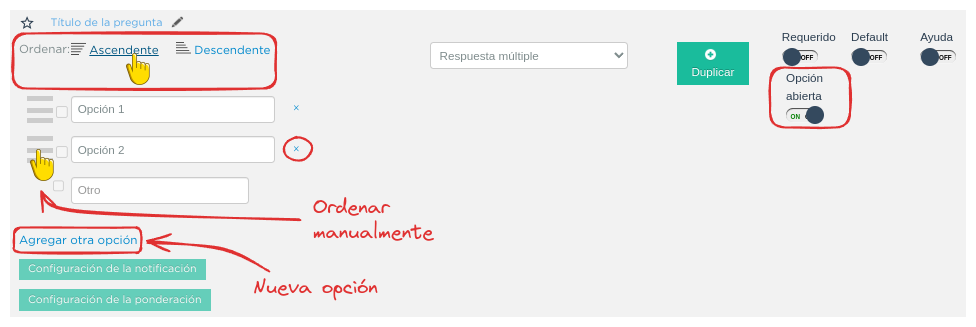 Título de la pregunta
Ordenar: Ascendente Descendente
Respuesta múltiple
Duplicar
Requerido Default Ayuda
OFF OFF OFF
Opción
abierta
ON
Opción 1 ×
Opción 2 ×
Otro
Ordenar
manualmente
Agregar otra opción
Nueva opción
Configuración de la notificación
Configuración de la ponderación